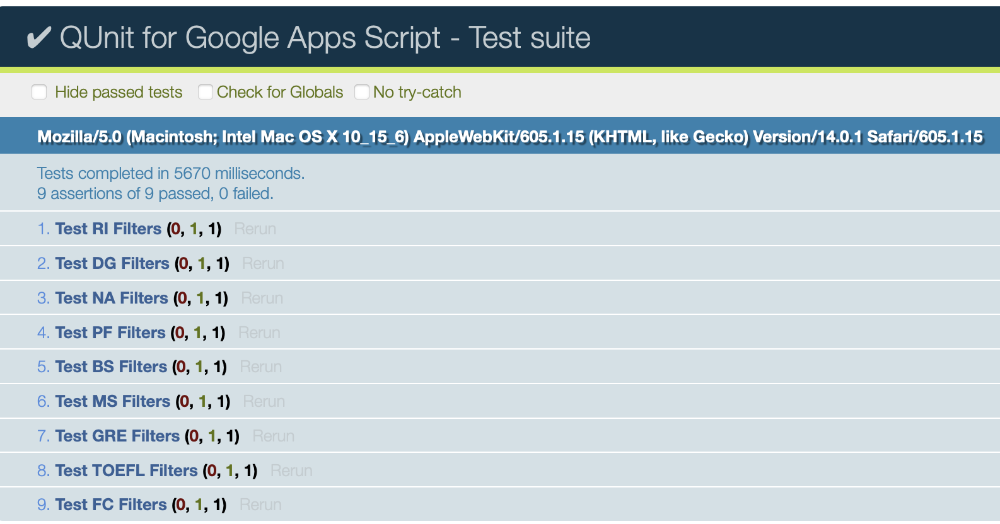 ✔ QUnit for Google Apps Script - Test suite
Hide passed tests Check for Globals No try-catch
Mozilla/5.0 (Macintosh; Intel Mac OS X 10_15_6) AppleWebKit/605.1.15 (KHTML, like Gecko) Version/14.0.1 Safari/605.1.15
Tests completed in 5670 milliseconds.
9 assertions of 9 passed, 0 failed.
1. Test RI Filters (0, 1, 1) Rerun
2. Test DG Filters (0, 1, 1) Rerun
3. Test NA Filters (0, 1, 1) Rerun
4. Test PF Filters (0, 1, 1) Rerun
5. Test BS Filters (0, 1, 1) Rerun
6. Test MS Filters (0, 1, 1) Rerun
7. Test GRE Filters (0, 1, 1) Rerun
8. Test TOEFL Filters (0, 1, 1) Rerun
9. Test FC Filters (0, 1, 1) Rerun